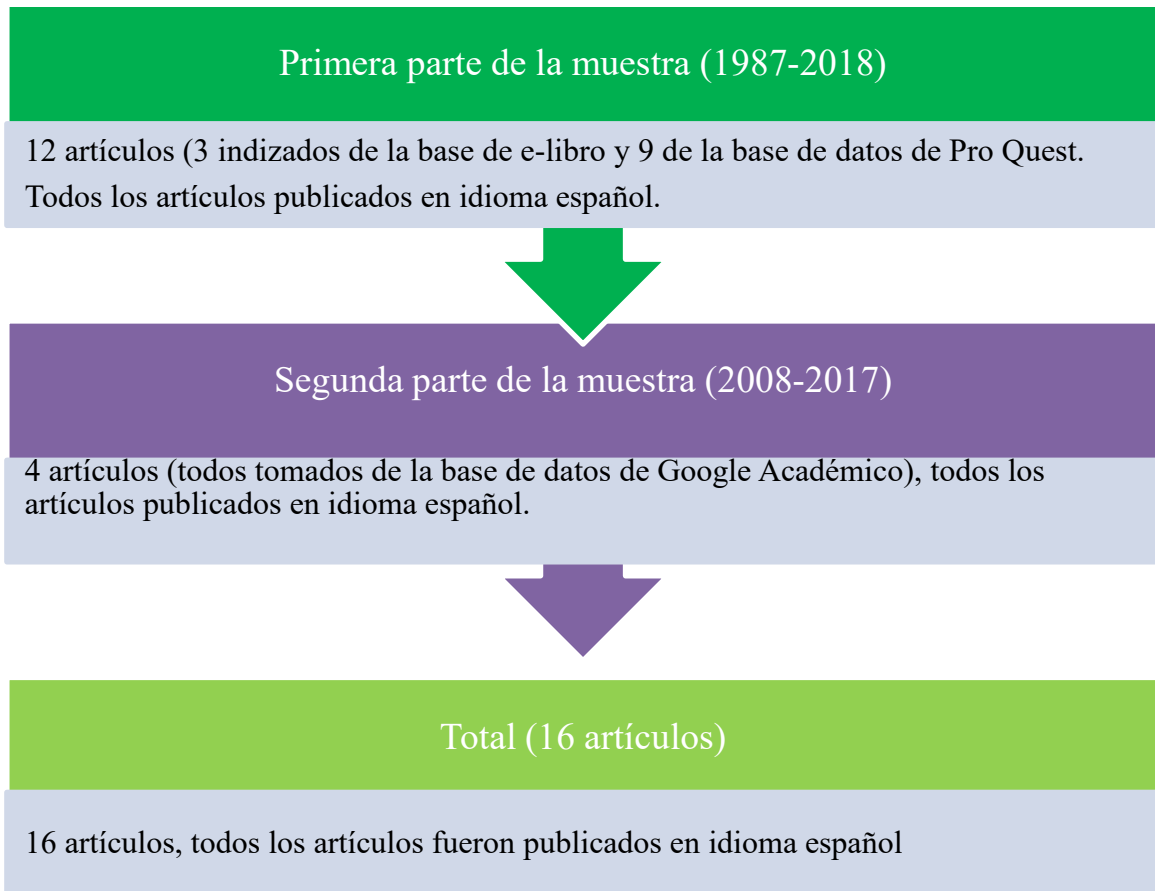 Primera parte de la muestra (1987-2018)
12 artículos (3 indizados de la base de e-libro y 9 de la base de datos de Pro Quest.
Todos los artículos publicados en idioma español.
Segunda parte de la muestra (2008-2017)
4 artículos (todos tomados de la base de datos de Google Académico), todos los
artículos publicados en idioma español.
Total (16 artículos)
16 artículos, todos los artículos fueron publicados en idioma español